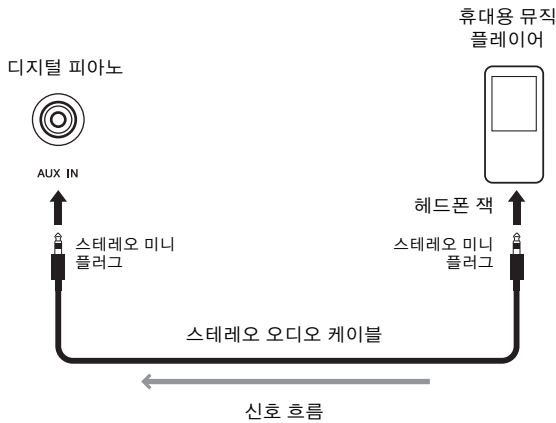 휴대용 뮤직
플레이어
디지털 피아노
AUX IN
헤드폰 잭
스테레오 미니
플러그
스테레오 미니
플러그
스테레오 오디오 케이블
신호 흐름